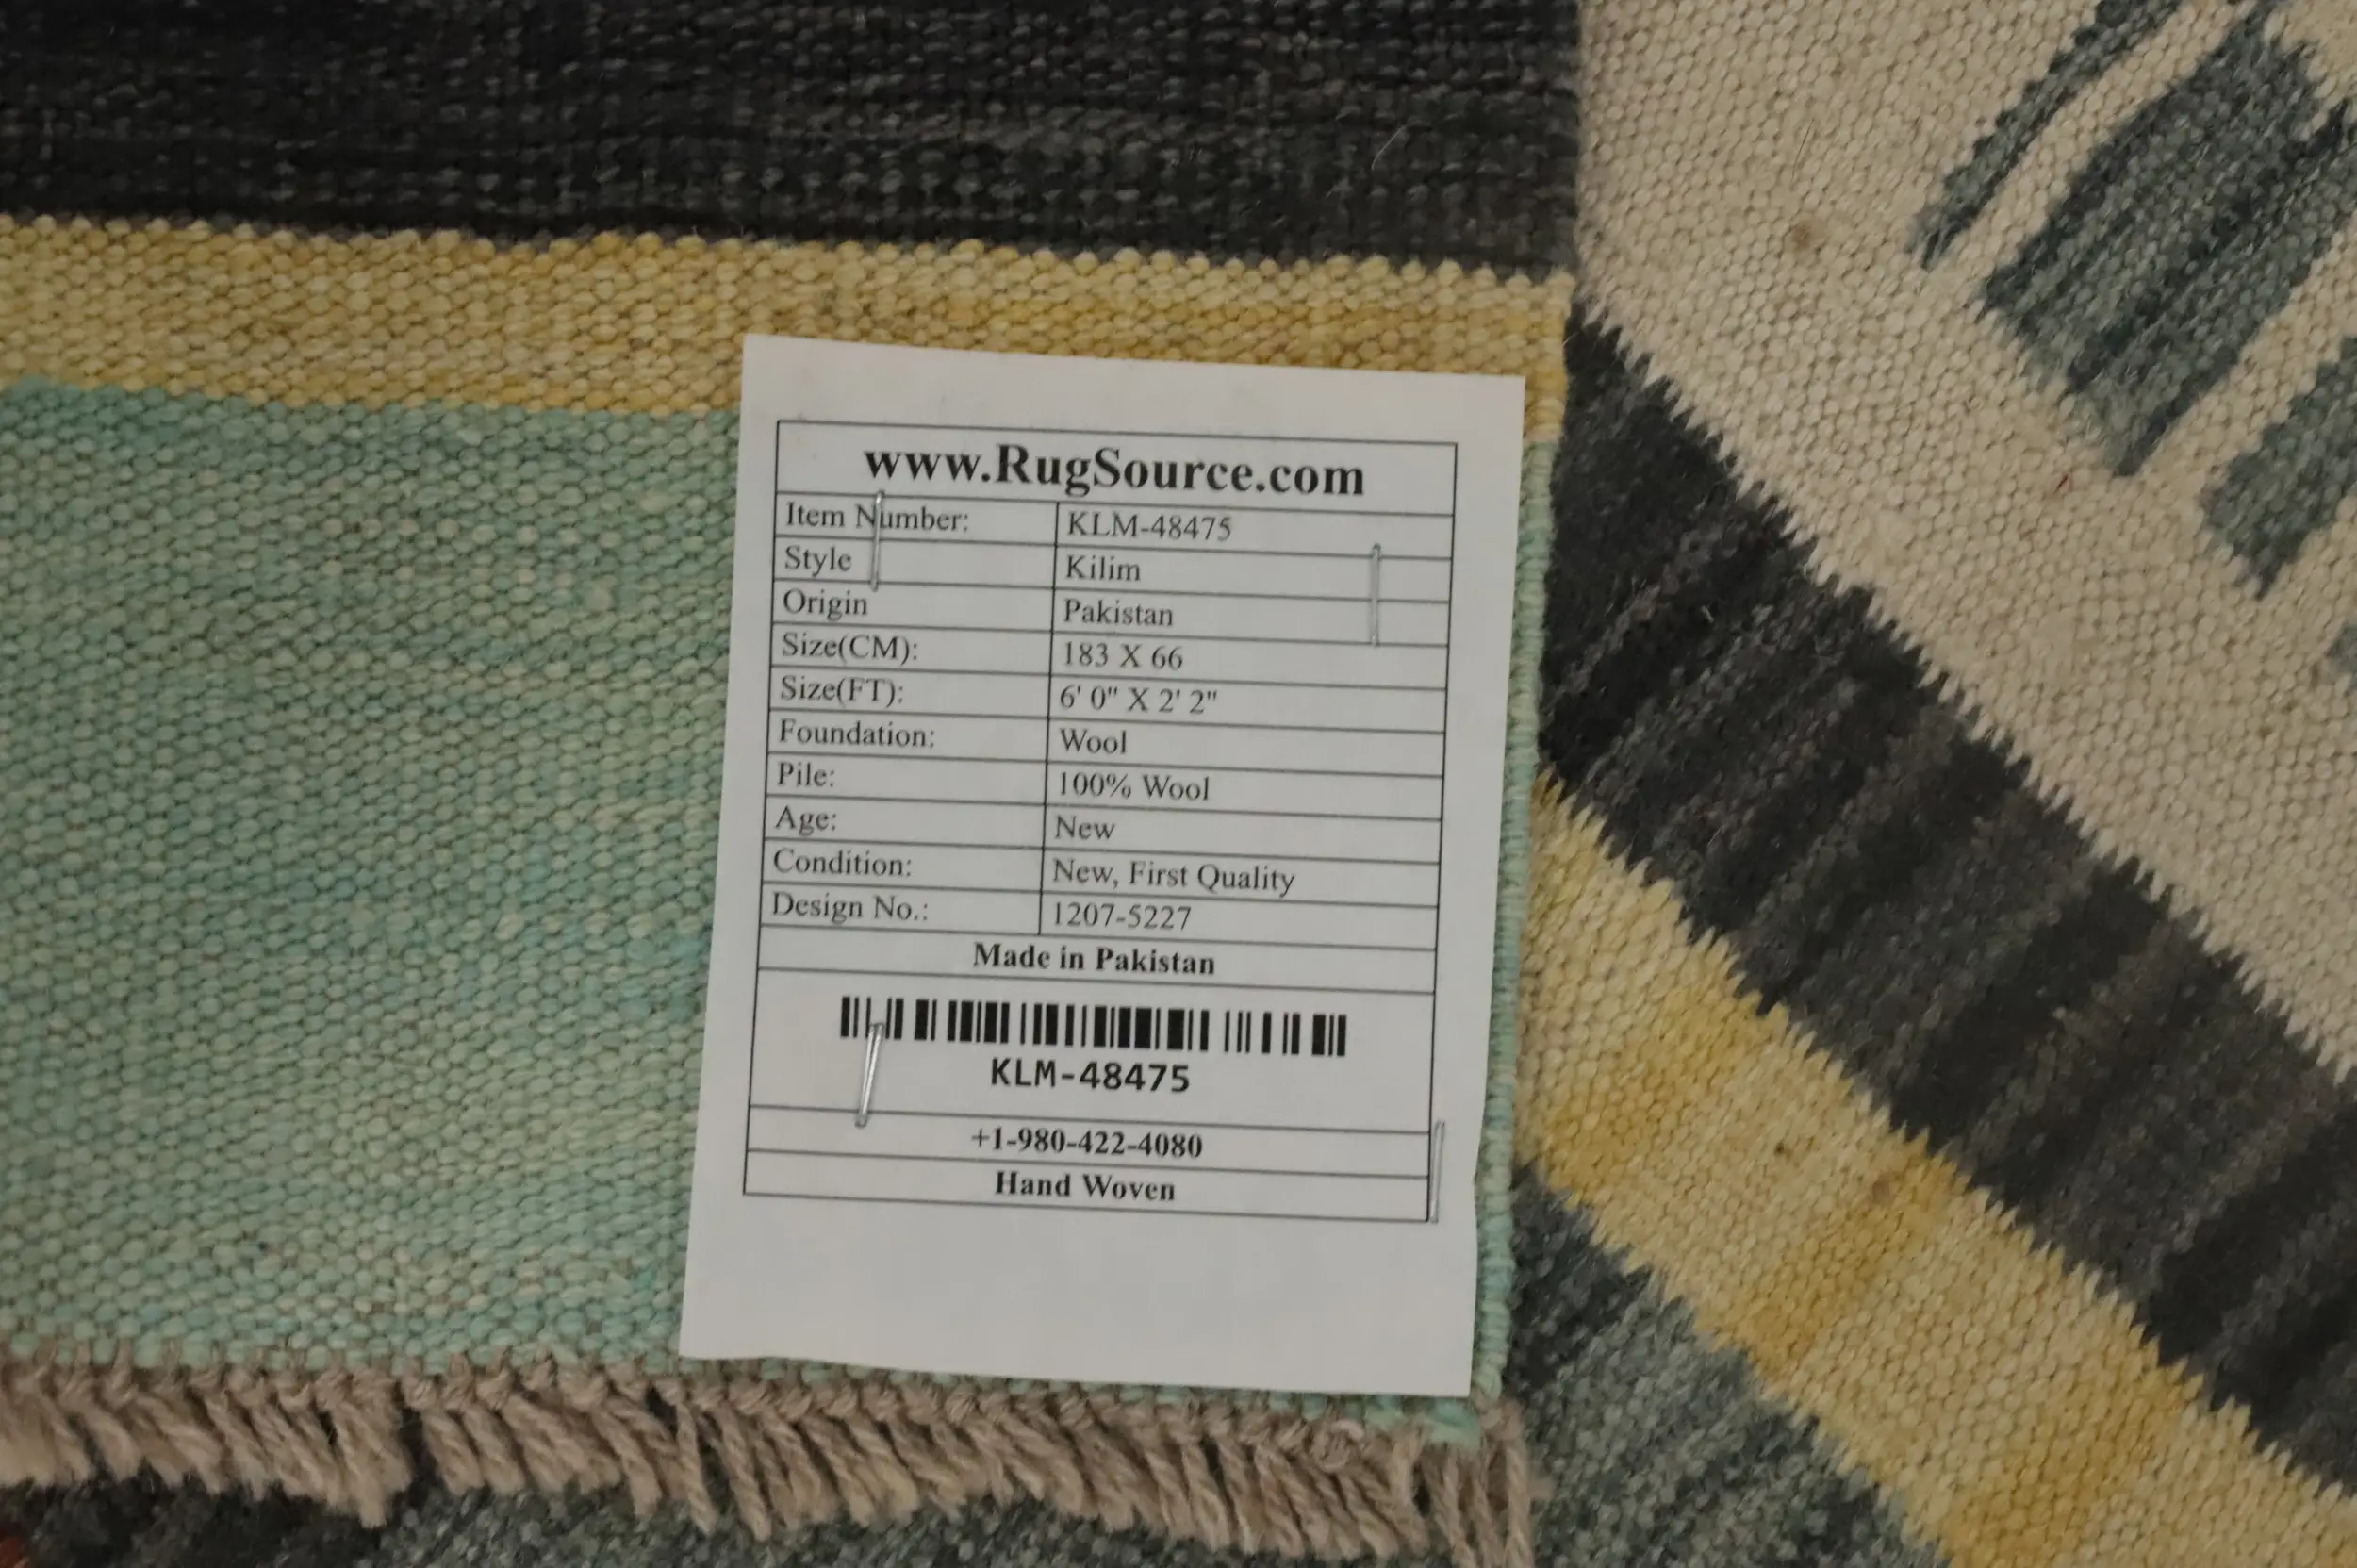 www.RugSource.com
Item Number: KLM-48475
Style Kilim
Origin Pakistan
Size(CM): 183 X 66
Size(FT): 6' 0" X 2' 2"
Foundation: Wool
Pile: 100% Wool
Age: New
Condition: New, First Quality
Design No.: 1207-5227
Made in Pakistan
KLM-48475
+1-980-422-4080
Hand Woven